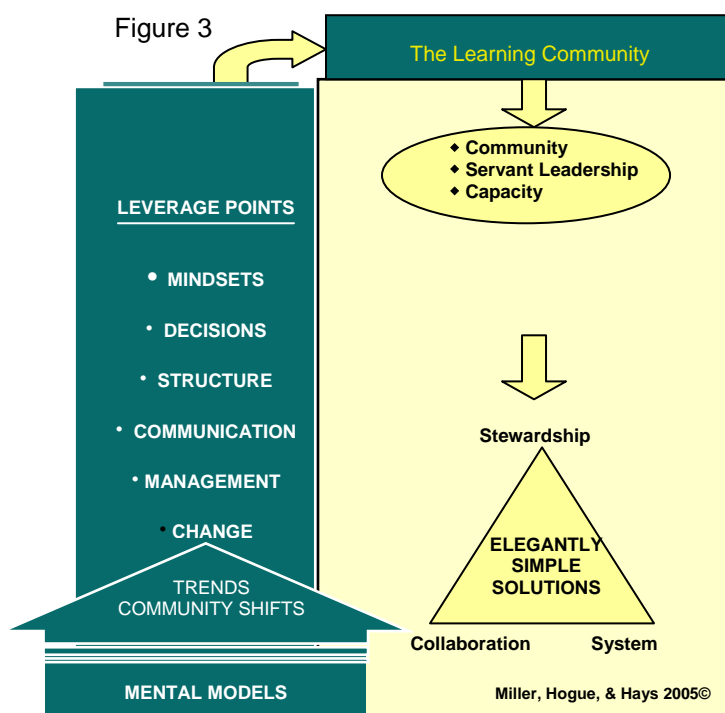 Figure 3
The Learning Community
◆ Community
◆ Servant Leadership
◆ Capacity
LEVERAGE POINTS
• MINDSETS
• DECISIONS
• STRUCTURE
• COMMUNICATION
• MANAGEMENT
• CHANGE
TRENDS
COMMUNITY SHIFTS
MENTAL MODELS
Stewardship
ELEGANTLY
SIMPLE
SOLUTIONS
Collaboration System
Miller, Hogue, & Hays 2005©